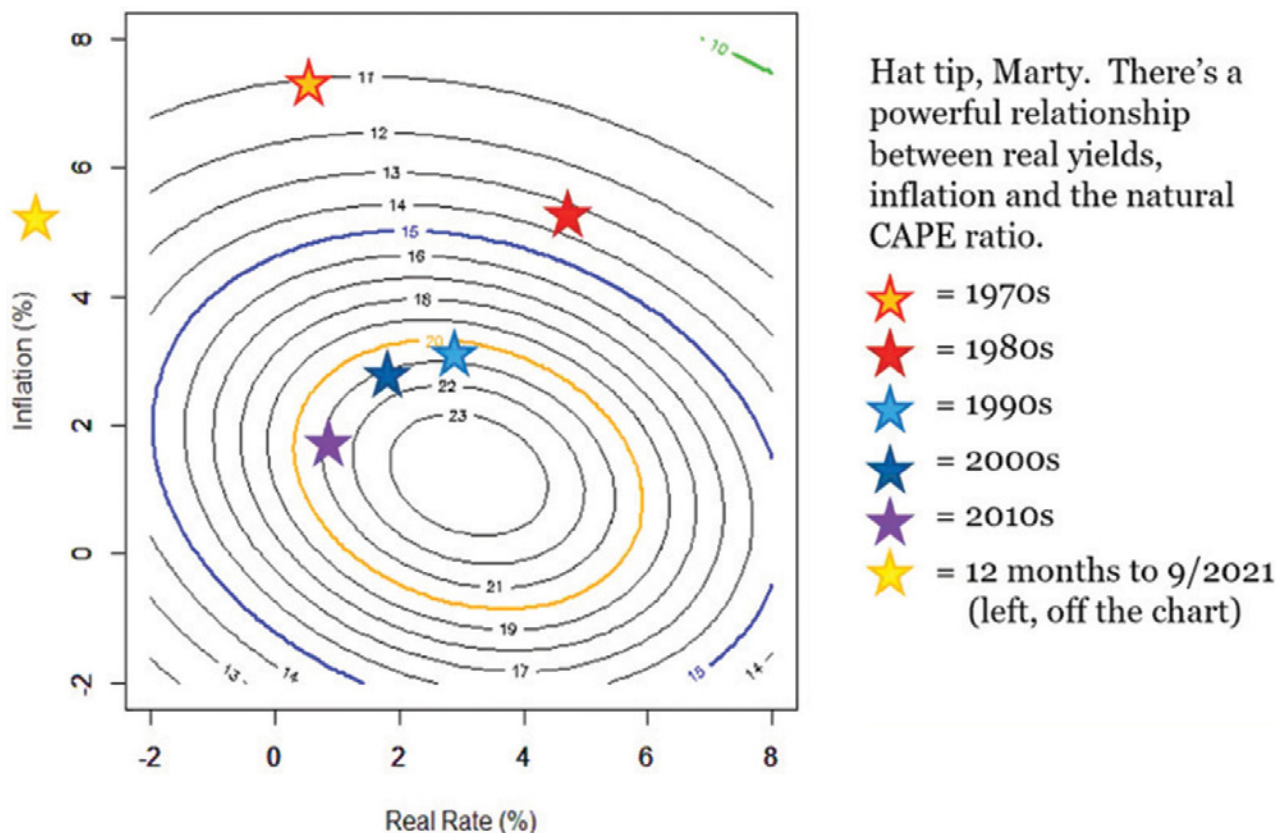 8
6
4
2
0
-2
Inflation (%)
10
11
12
13
14
15
16
18
20
22
23
21
19
17
13
14
15
14
-2 0 2 4 6 8
Real Rate (%)
Hat tip, Marty. There's a
powerful relationship
between real yields,
inflation and the natural
CAPE ratio.
= 1970s
= 1980s
= 1990s
= 2000s
= 2010s
= 12 months to 9/2021
(left, off the chart)